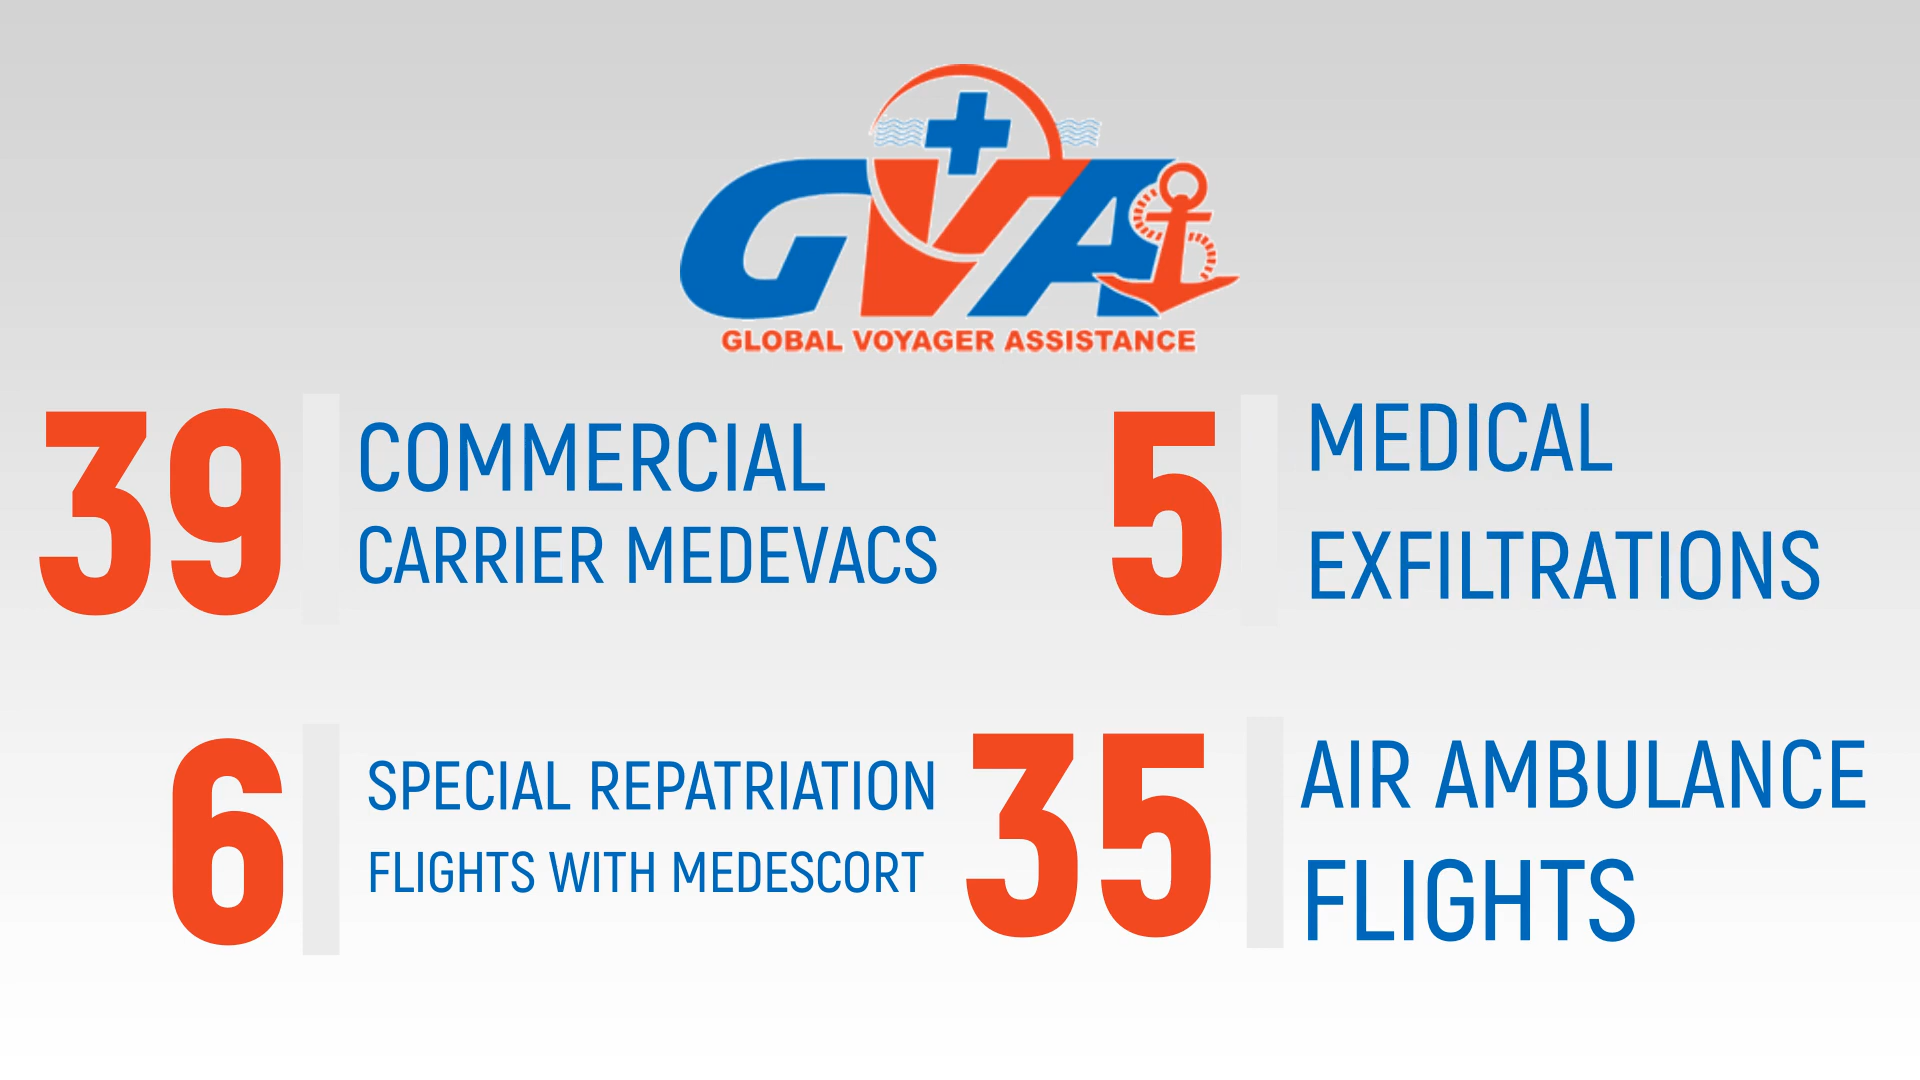 GVA
GLOBAL VOYAGER ASSISTANCE
39
COMMERCIAL
CARRIER MEDEVACS
5
MEDICAL
EXFILTRATIONS
6
SPECIAL REPATRIATION
FLIGHTS WITH MEDESCORT
35
AIR AMBULANCE
FLIGHTS